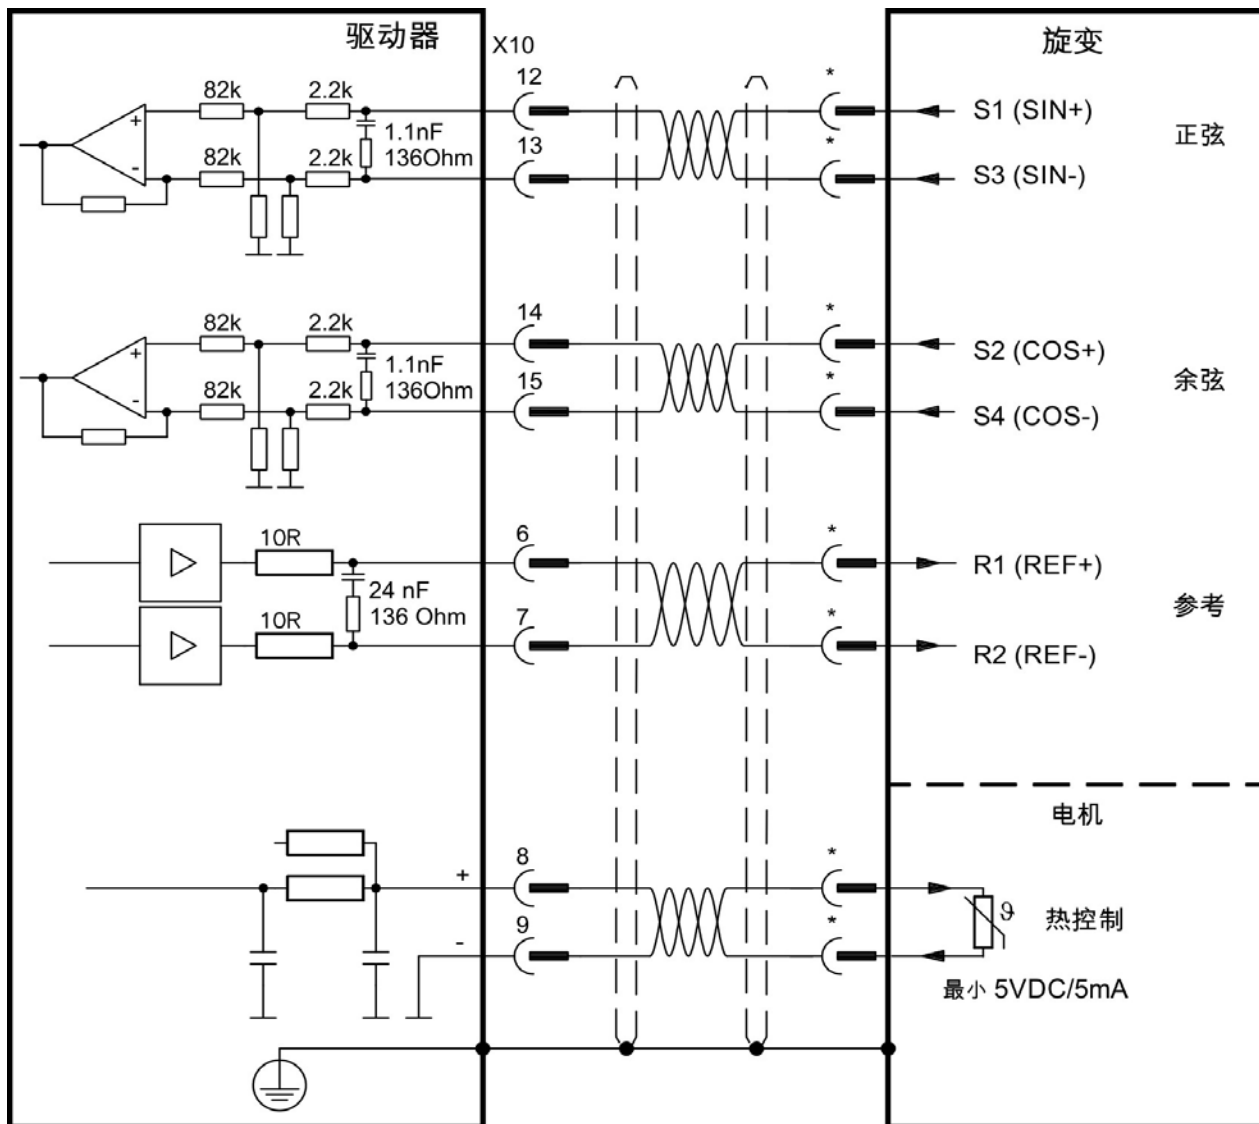 驱动器
X10
旋变
82k
2.2k
12
*
S1 (SIN+)
+
1.1nF
正弦
-
82k
2.2k
136Ohm
13
*
S3 (SIN-)
82k
2.2k
14
*
S2 (COS+)
+
1.1nF
余弦
-
82k
2.2k
136Ohm
15
*
S4 (COS-)
10R
6
*
R1 (REF+)
24 nF
参考
10R
136 Ohm
7
*
R2 (REF-)
电机
+
8
*
ϑ
热控制
-
9
*
最小 5VDC/5mA